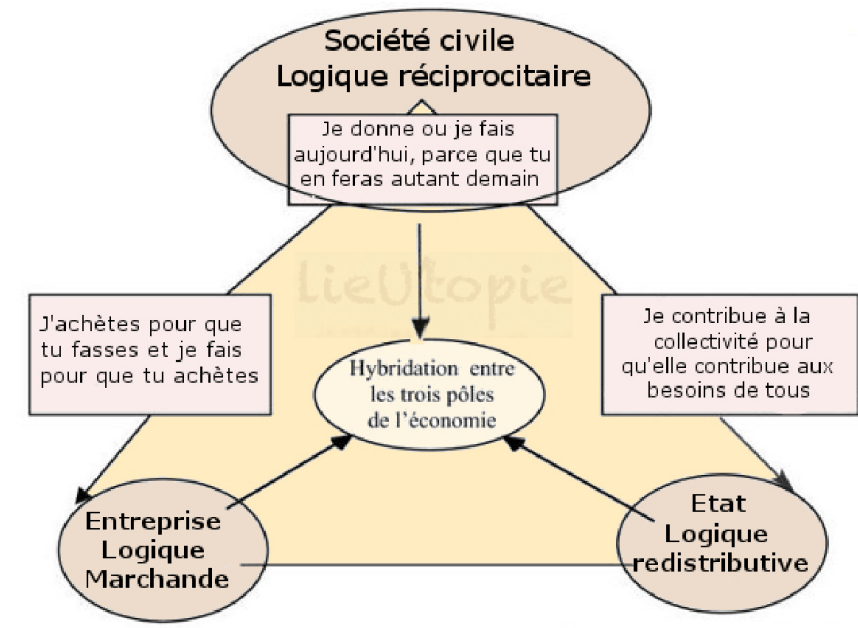 Société civile
Logique réciprocitaire
Je donne ou je fais
aujourd'hui, parce que tu
en feras autant demain
lieUtopie
J'achètes pour que
tu fasses et je fais
pour que tu achètes
Je contribue à la
collectivité pour
qu'elle contribue aux
besoins de tous
Hybridation entre
les trois pôles
de l'économie
Entreprise
Logique
Marchande
Etat
Logique
redistributive